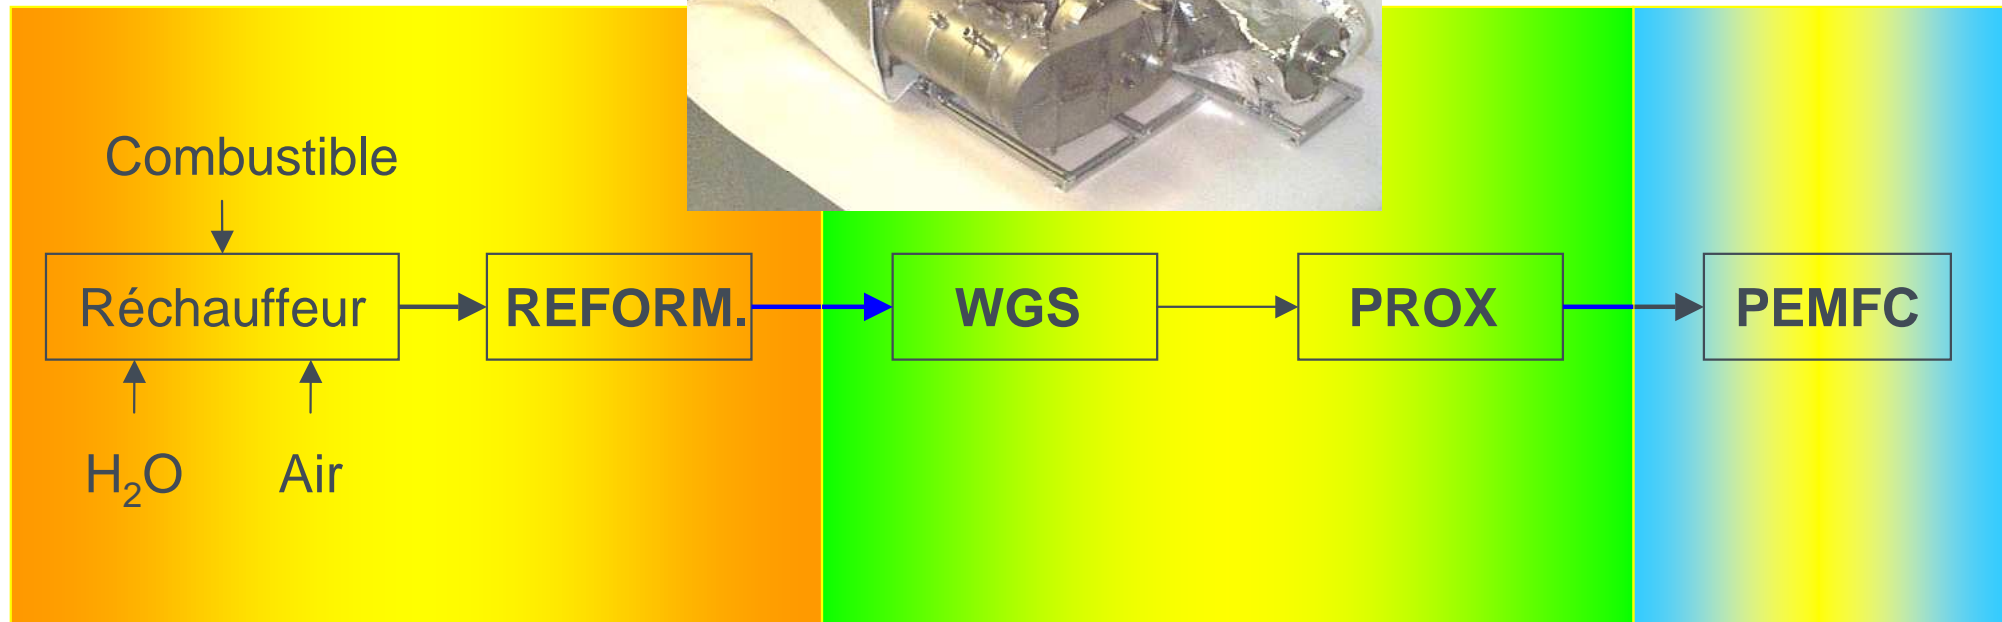 Combustible
Réchauffeur
REFORM.
WGS
PROX
PEMFC
H₂O
Air